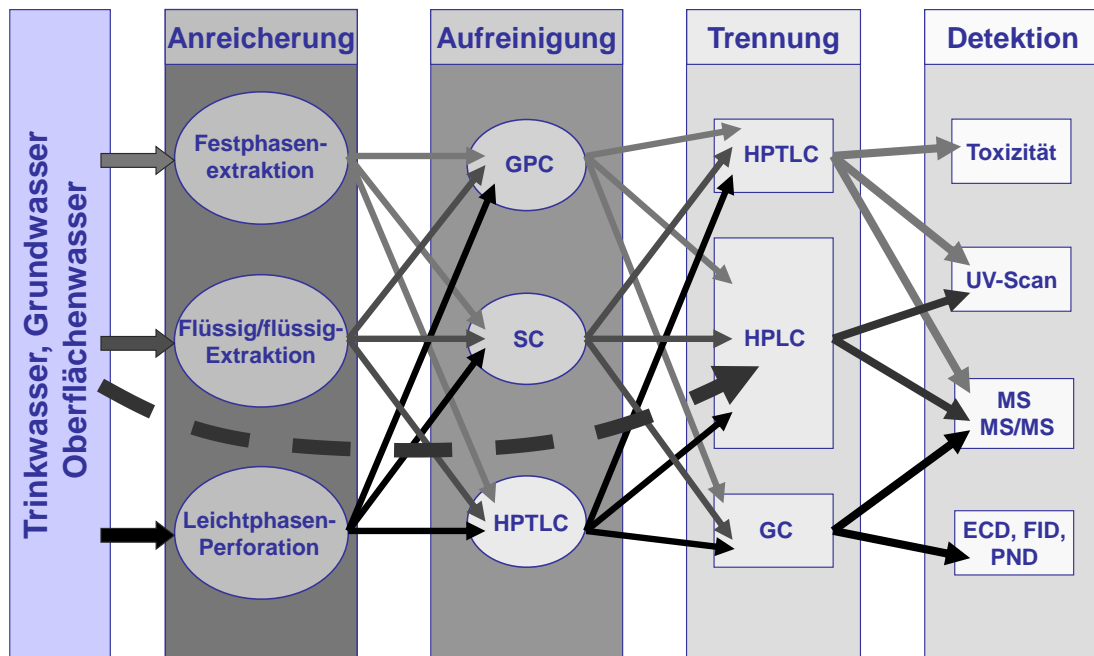 Trinkwasser, Grundwasser
Oberflächenwasser
Anreicherung
Festphasen-
extraktion
Flüssig/flüssig-
Extraktion
Leichtphasen-
Perforation
Aufreinigung
GPC
SC
HPTLC
Trennung
HPTLC
HPLC
GC
Detektion
Toxizität
UV-Scan
MS
MS/MS
ECD, FID,
PND